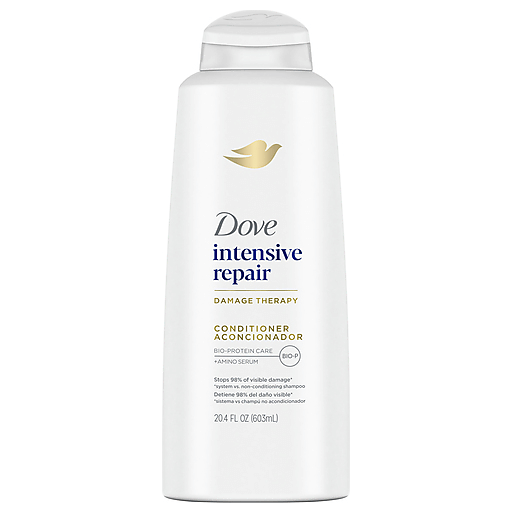 Dove
intensive
repair
DAMAGE THERAPY
CONDITIONER
ACONCIONADOR
BIO-PROTEIN CARE
+AMINO SERUM
BIO-P
Stops 98% of visible damage*
*system vs. non-conditioning shampoo
Detiene 98% del daño visible*
*sistema vs champú no acondicionador
20.4 FL OZ (603mL)